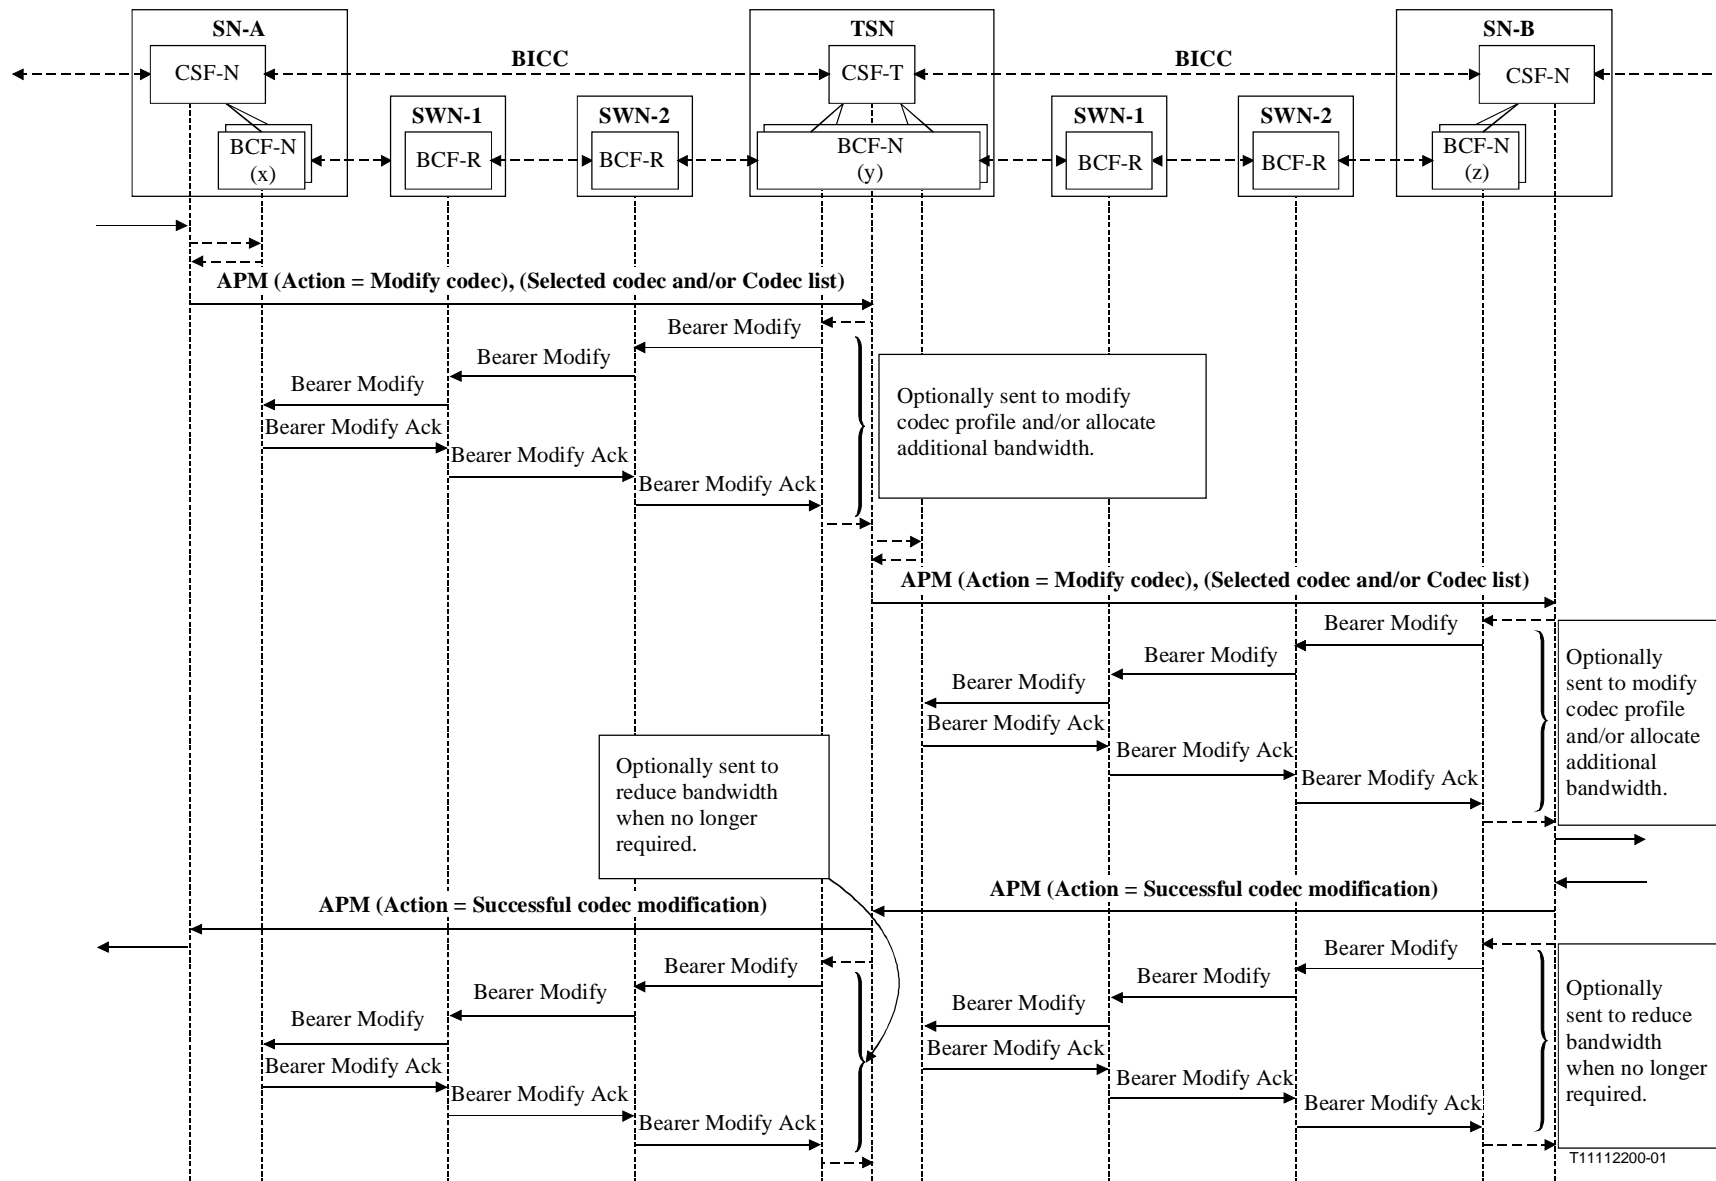 SN-A
TSN
SN-B
CSF-N
BICC
CSF-T
BICC
CSF-N
SWN-1
SWN-2
SWN-1
SWN-2
BCF-N
(x)
BCF-R
BCF-R
BCF-N
(y)
BCF-R
BCF-R
BCF-N
(z)
APM (Action = Modify codec), (Selected codec and/or Codec list)
Bearer Modify
Bearer Modify
Bearer Modify
Bearer Modify Ack
Bearer Modify Ack
Bearer Modify Ack
Optionally sent to modify
codec profile and/or allocate
additional bandwidth.
APM (Action = Modify codec), (Selected codec and/or Codec list)
Bearer Modify
Bearer Modify
Bearer Modify
Bearer Modify Ack
Bearer Modify Ack
Bearer Modify Ack
Optionally
sent to modify
codec profile
and/or allocate
additional
bandwidth.
Optionally sent to
reduce bandwidth
when no longer
required.
APM (Action = Successful codec modification)
APM (Action = Successful codec modification)
Bearer Modify
Bearer Modify
Bearer Modify
Bearer Modify Ack
Bearer Modify Ack
Bearer Modify Ack
Bearer Modify
Bearer Modify
Bearer Modify
Bearer Modify Ack
Bearer Modify Ack
Bearer Modify Ack
Optionally
sent to reduce
bandwidth
when no longer
required.
T11112200-01